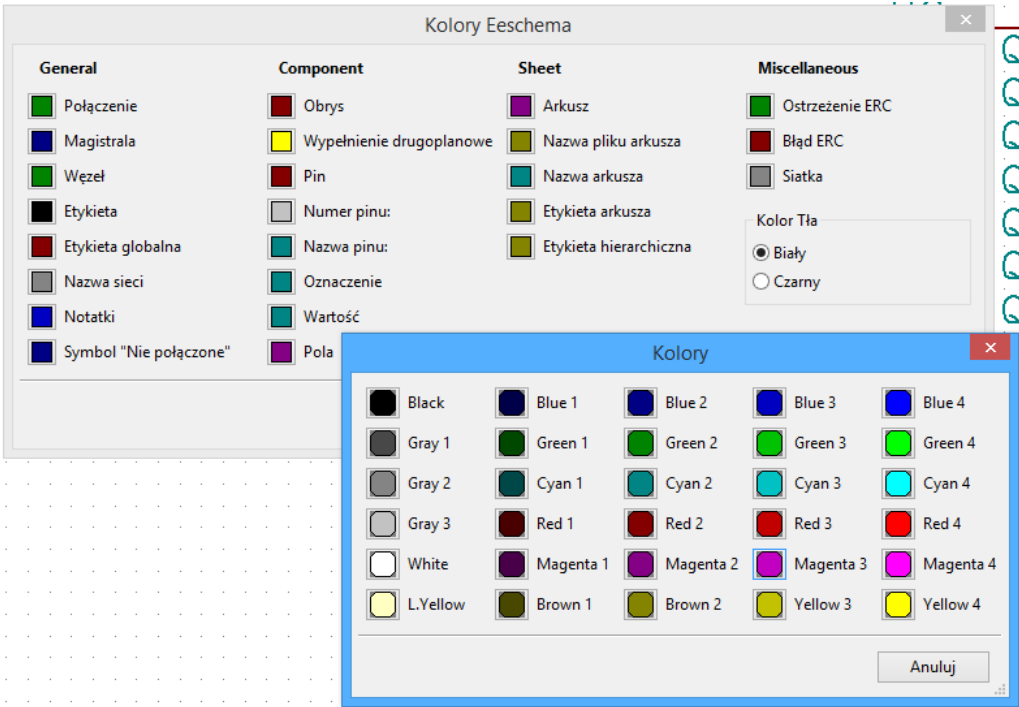 Kolory Eeschema
General Component Sheet Miscellaneous
Połączenie Obrys Arkusz Ostrzeżenie ERC
Magistrala Wypełnienie drugoplanowe Nazwa pliku arkusza Błąd ERC
Węzeł Pin Nazwa arkusza Siatka
Etykieta Numer pinu: Etykieta arkusza
Kolor Tła
Etykieta globalna Nazwa pinu: Etykieta hierarchiczna
Biały
Nazwa sieci Oznaczenie
Czarny
Notatki Wartość
Symbol "Nie połączone" Pola
Kolory
Black Blue 1 Blue 2 Blue 3 Blue 4
Gray 1 Green 1 Green 2 Green 3 Green 4
Gray 2 Cyan 1 Cyan 2 Cyan 3 Cyan 4
Gray 3 Red 1 Red 2 Red 3 Red 4
White Magenta 1 Magenta 2 Magenta 3 Magenta 4
L.Yellow Brown 1 Brown 2 Yellow 3 Yellow 4
Anuluj